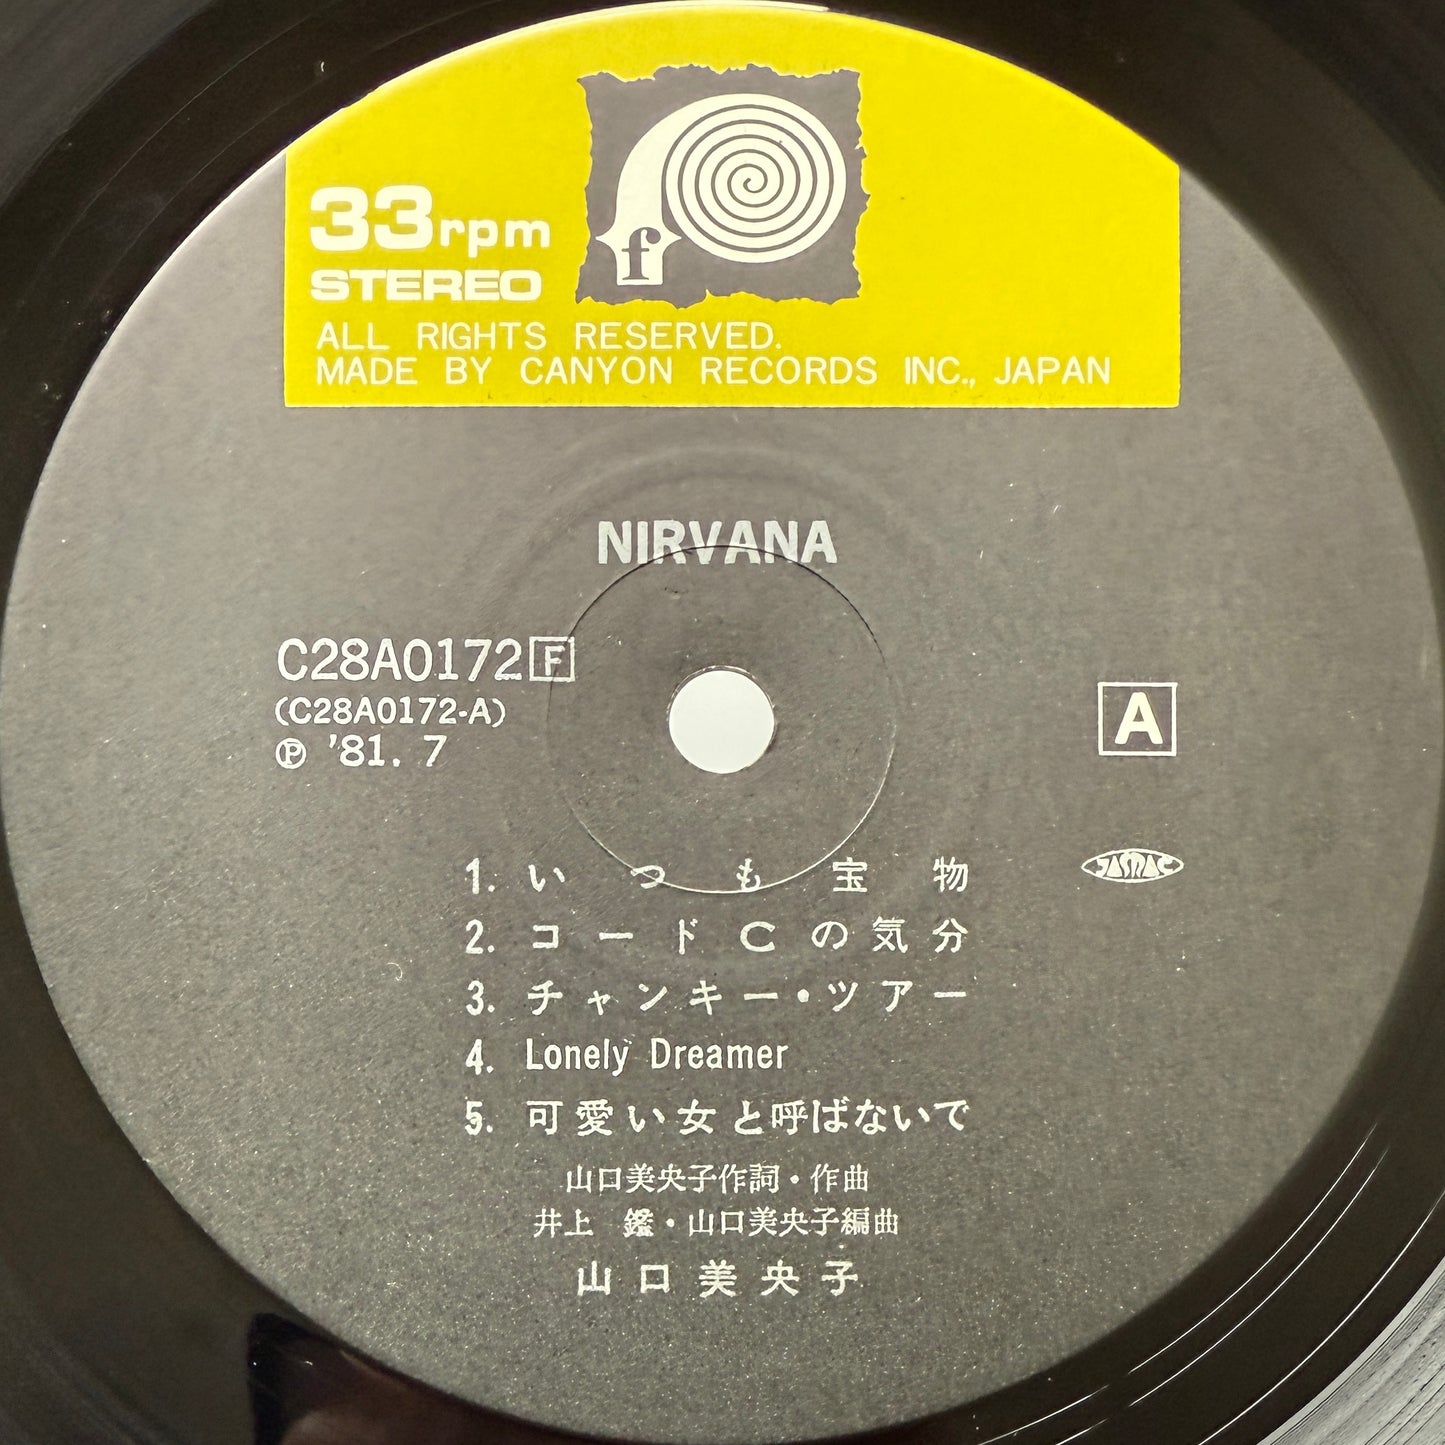 f
33rpm
STEREO
ALL RIGHTS RESERVED.
MADE BY CANYON RECORDS INC., JAPAN
NIRVANA
C28A0172 F
(C28A0172-A)
Ⓟ '81. 7
A
JASRAC
1. いつも宝物
2. コードCの気分
3. チャンキー・ツアー
4. Lonely Dreamer
5. 可愛い女と呼ばないで
山口美央子作詞・作曲
井上 鑑・山口美央子編曲
山口美央子